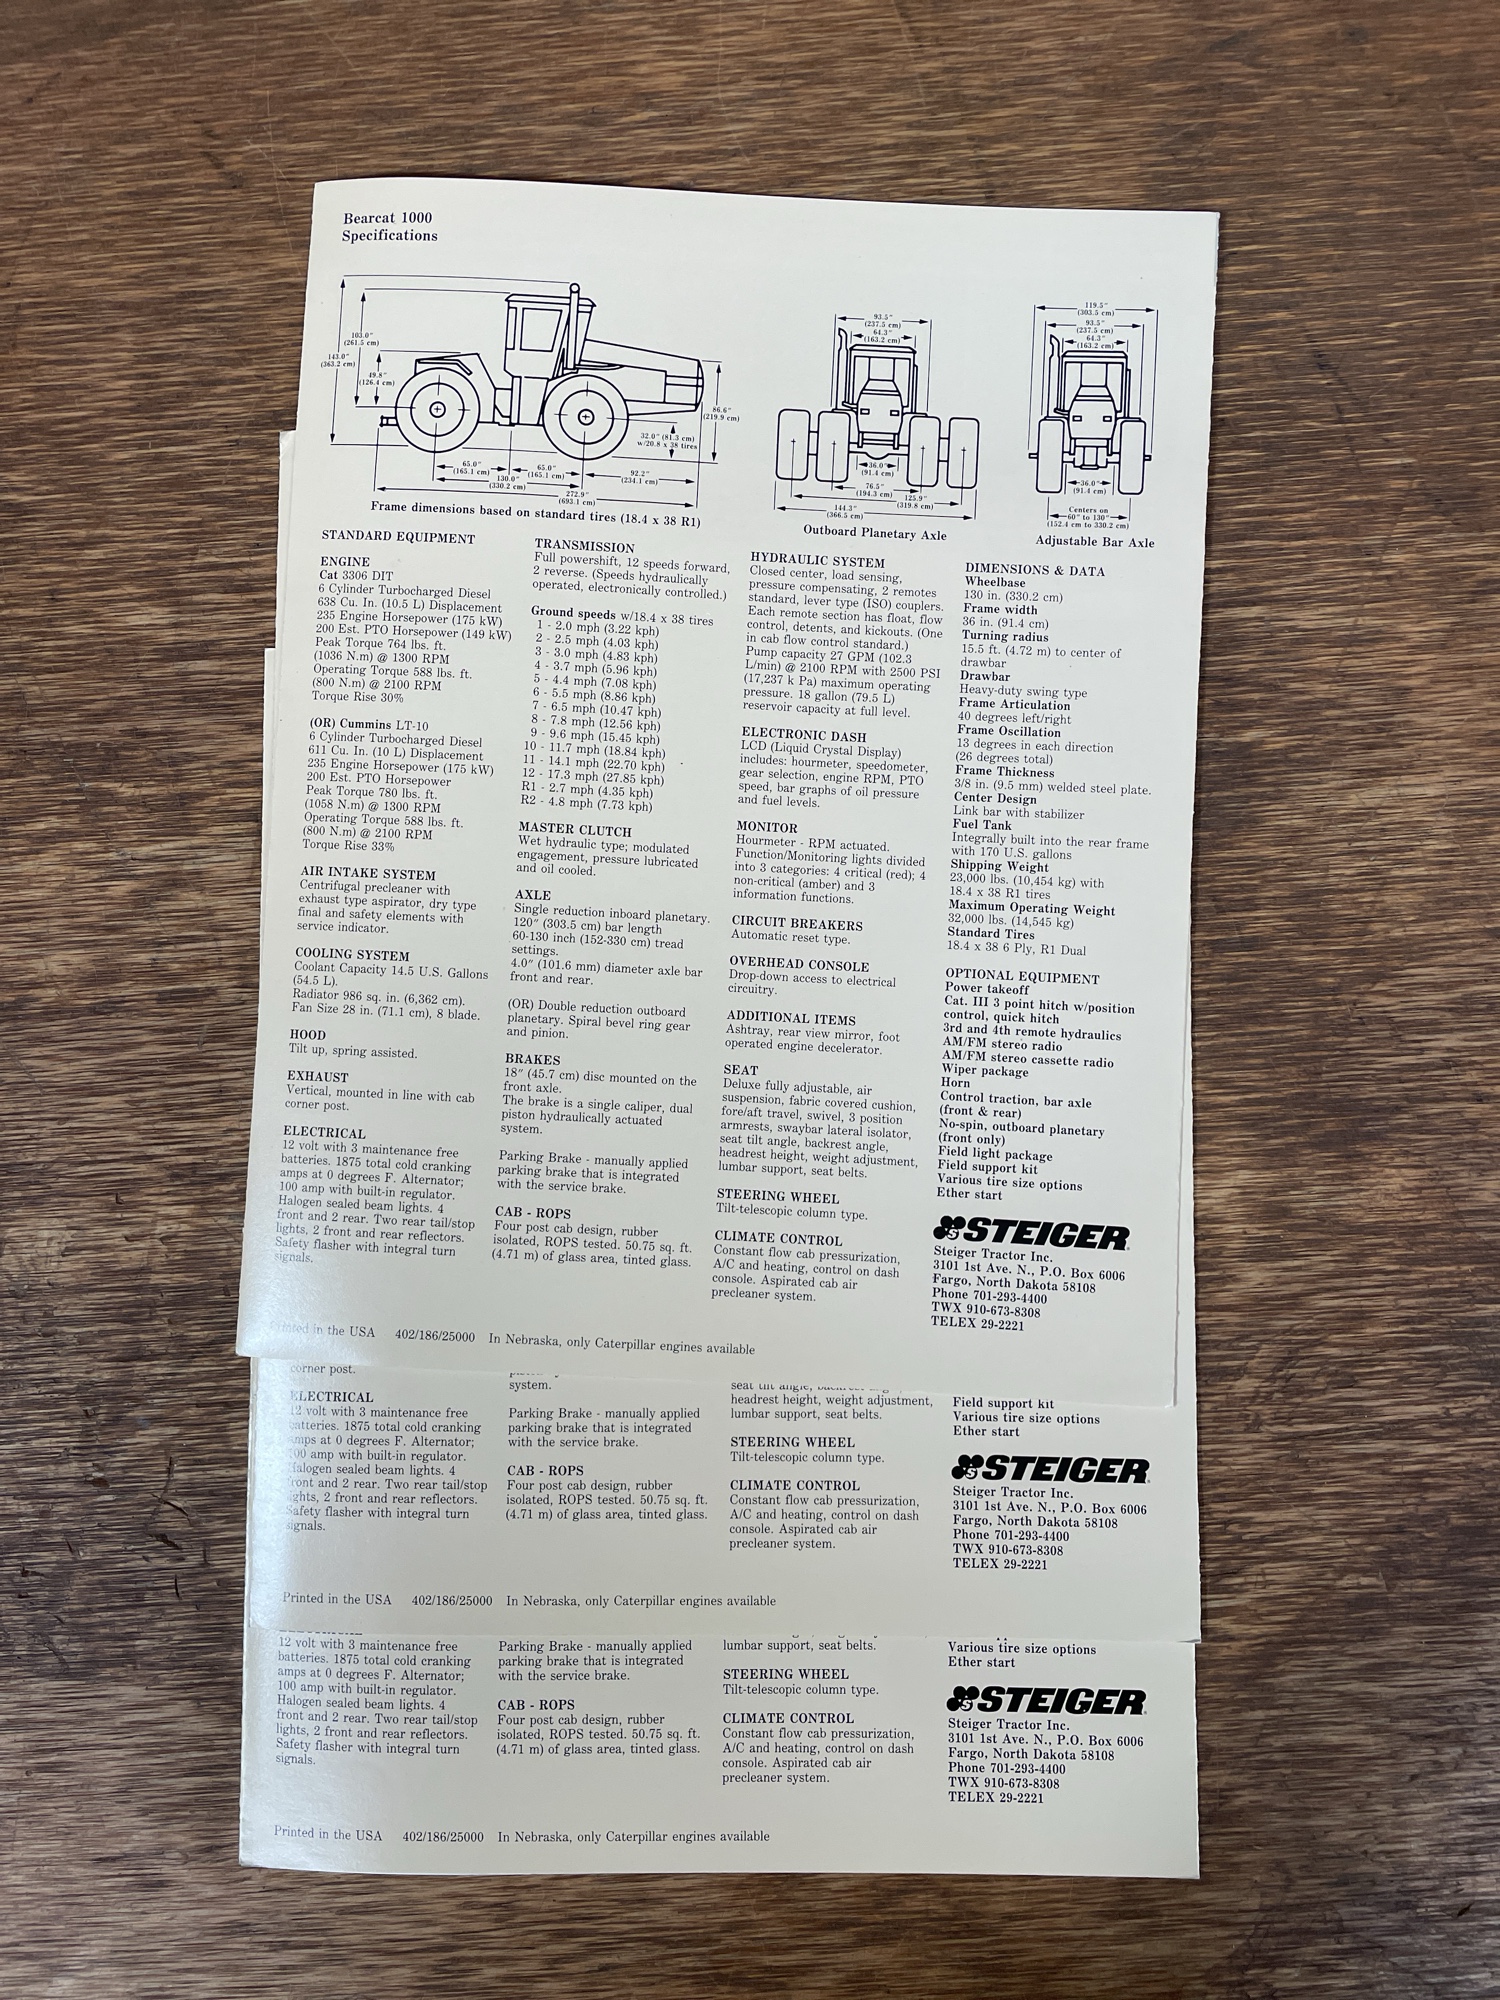 Bearcat 1000
Specifications
103.0"
(261.5 cm)
143.0"
(363.2 cm)
49.8"
(126.4 cm)
86.6"
(219.9 cm)
32.0" (81.3 cm)
w/20.8 x 38 tires
65.0"
(165.1 cm)
65.0"
(165.1 cm)
92.2"
(234.1 cm)
130.0"
(330.2 cm)
272.9"
(693.1 cm)
Frame dimensions based on standard tires (18.4 x 38 R1)
93.5"
(237.5 cm)
64.3"
(163.2 cm)
36.0"
(91.4 cm)
76.5"
(194.3 cm)
125.9"
(319.8 cm)
144.3"
(366.5 cm)
Outboard Planetary Axle
119.5"
(303.5 cm)
93.5"
(237.5 cm)
64.3"
(163.2 cm)
36.0"
(91.4 cm)
Centers on
60" to 130"
(152.4 cm to 330.2 cm)
Adjustable Bar Axle
STANDARD EQUIPMENT
ENGINE
Cat 3306 DIT
6 Cylinder Turbocharged Diesel
638 Cu. In. (10.5 L) Displacement
235 Engine Horsepower (175 kW)
200 Est. PTO Horsepower (149 kW)
Peak Torque 764 lbs. ft.
(1036 N.m) @ 1300 RPM
Operating Torque 588 lbs. ft.
(800 N.m) @ 2100 RPM
Torque Rise 30%
(OR) Cummins LT-10
6 Cylinder Turbocharged Diesel
611 Cu. In. (10 L) Displacement
235 Engine Horsepower (175 kW)
200 Est. PTO Horsepower
Peak Torque 780 lbs. ft.
(1058 N.m) @ 1300 RPM
Operating Torque 588 lbs. ft.
(800 N.m) @ 2100 RPM
Torque Rise 33%
AIR INTAKE SYSTEM
Centrifugal precleaner with
exhaust type aspirator, dry type
final and safety elements with
service indicator.
COOLING SYSTEM
Coolant Capacity 14.5 U.S. Gallons
(54.5 L).
Radiator 986 sq. in. (6,362 cm).
Fan Size 28 in. (71.1 cm), 8 blade.
HOOD
Tilt up, spring assisted.
EXHAUST
Vertical, mounted in line with cab
corner post.
ELECTRICAL
12 volt with 3 maintenance free
batteries. 1875 total cold cranking
amps at 0 degrees F. Alternator;
100 amp with built-in regulator.
Halogen sealed beam lights. 4
front and 2 rear. Two rear tail/stop
lights, 2 front and rear reflectors.
Safety flasher with integral turn
signals.
TRANSMISSION
Full powershift, 12 speeds forward,
2 reverse. (Speeds hydraulically
operated, electronically controlled.)
Ground speeds w/18.4 x 38 tires
1 - 2.0 mph (3.22 kph)
2 - 2.5 mph (4.03 kph)
3 - 3.0 mph (4.83 kph)
4 - 3.7 mph (5.96 kph)
5 - 4.4 mph (7.08 kph)
6 - 5.5 mph (8.86 kph)
7 - 6.5 mph (10.47 kph)
8 - 7.8 mph (12.56 kph)
9 - 9.6 mph (15.45 kph)
10 - 11.7 mph (18.84 kph)
11 - 14.1 mph (22.70 kph)
12 - 17.3 mph (27.85 kph)
R1 - 2.7 mph (4.35 kph)
R2 - 4.8 mph (7.73 kph)
MASTER CLUTCH
Wet hydraulic type; modulated
engagement, pressure lubricated
and oil cooled.
AXLE
Single reduction inboard planetary.
120" (303.5 cm) bar length
60-130 inch (152-330 cm) tread
settings.
4.0" (101.6 mm) diameter axle bar
front and rear.
(OR) Double reduction outboard
planetary. Spiral bevel ring gear
and pinion.
BRAKES
18" (45.7 cm) disc mounted on the
front axle.
The brake is a single caliper, dual
piston hydraulically actuated
system.
Parking Brake - manually applied
parking brake that is integrated
with the service brake.
CAB - ROPS
Four post cab design, rubber
isolated, ROPS tested. 50.75 sq. ft.
(4.71 m) of glass area, tinted glass.
HYDRAULIC SYSTEM
Closed center, load sensing,
pressure compensating, 2 remotes
standard, lever type (ISO) couplers.
Each remote section has float, flow
control, detents, and kickouts. (One
in cab flow control standard.)
Pump capacity 27 GPM (102.3
L/min) @ 2100 RPM with 2500 PSI
(17,237 k Pa) maximum operating
pressure. 18 gallon (79.5 L)
reservoir capacity at full level.
ELECTRONIC DASH
LCD (Liquid Crystal Display)
includes: hourmeter, speedometer,
gear selection, engine RPM, PTO
speed, bar graphs of oil pressure
and fuel levels.
MONITOR
Hourmeter - RPM actuated.
Function/Monitoring lights divided
into 3 categories: 4 critical (red); 4
non-critical (amber) and 3
information functions.
CIRCUIT BREAKERS
Automatic reset type.
OVERHEAD CONSOLE
Drop-down access to electrical
circuitry.
ADDITIONAL ITEMS
Ashtray, rear view mirror, foot
operated engine decelerator.
SEAT
Deluxe fully adjustable, air
suspension, fabric covered cushion,
fore/aft travel, swivel, 3 position
armrests, swaybar lateral isolator,
seat tilt angle, backrest angle,
headrest height, weight adjustment,
lumbar support, seat belts.
STEERING WHEEL
Tilt-telescopic column type.
CLIMATE CONTROL
Constant flow cab pressurization,
A/C and heating, control on dash
console. Aspirated cab air
precleaner system.
DIMENSIONS & DATA
Wheelbase
130 in. (330.2 cm)
Frame width
36 in. (91.4 cm)
Turning radius
15.5 ft. (4.72 m) to center of
drawbar
Drawbar
Heavy-duty swing type
Frame Articulation
40 degrees left/right
Frame Oscillation
13 degrees in each direction
(26 degrees total)
Frame Thickness
3/8 in. (9.5 mm) welded steel plate.
Center Design
Link bar with stabilizer
Fuel Tank
Integrally built into the rear frame
with 170 U.S. gallons
Shipping Weight
23,000 lbs. (10,454 kg) with
18.4 x 38 R1 tires
Maximum Operating Weight
32,000 lbs. (14,545 kg)
Standard Tires
18.4 x 38 6 Ply, R1 Dual
OPTIONAL EQUIPMENT
Power takeoff
Cat. III 3 point hitch w/position
control, quick hitch
3rd and 4th remote hydraulics
AM/FM stereo radio
AM/FM stereo cassette radio
Wiper package
Horn
Control traction, bar axle
(front & rear)
No-spin, outboard planetary
(front only)
Field light package
Field support kit
Various tire size options
Ether start
STEIGER
Steiger Tractor Inc.
3101 1st Ave. N., P.O. Box 6006
Fargo, North Dakota 58108
Phone 701-293-4400
TWX 910-673-8308
TELEX 29-2221
Printed in the USA 402/186/25000 In Nebraska, only Caterpillar engines available
corner post.
ELECTRICAL
12 volt with 3 maintenance free
batteries. 1875 total cold cranking
amps at 0 degrees F. Alternator;
100 amp with built-in regulator.
Halogen sealed beam lights. 4
front and 2 rear. Two rear tail/stop
lights, 2 front and rear reflectors.
Safety flasher with integral turn
signals.
system.
Parking Brake - manually applied
parking brake that is integrated
with the service brake.
CAB - ROPS
Four post cab design, rubber
isolated, ROPS tested. 50.75 sq. ft.
(4.71 m) of glass area, tinted glass.
seat tilt angle,
headrest height, weight adjustment,
lumbar support, seat belts.
STEERING WHEEL
Tilt-telescopic column type.
CLIMATE CONTROL
Constant flow cab pressurization,
A/C and heating, control on dash
console. Aspirated cab air
precleaner system.
Field support kit
Various tire size options
Ether start
STEIGER
Steiger Tractor Inc.
3101 1st Ave. N., P.O. Box 6006
Fargo, North Dakota 58108
Phone 701-293-4400
TWX 910-673-8308
TELEX 29-2221
Printed in the USA 402/186/25000 In Nebraska, only Caterpillar engines available
12 volt with 3 maintenance free
batteries. 1875 total cold cranking
amps at 0 degrees F. Alternator;
100 amp with built-in regulator.
Halogen sealed beam lights. 4
front and 2 rear. Two rear tail/stop
lights, 2 front and rear reflectors.
Safety flasher with integral turn
signals.
Parking Brake - manually applied
parking brake that is integrated
with the service brake.
CAB - ROPS
Four post cab design, rubber
isolated, ROPS tested. 50.75 sq. ft.
(4.71 m) of glass area, tinted glass.
lumbar support, seat belts.
STEERING WHEEL
Tilt-telescopic column type.
CLIMATE CONTROL
Constant flow cab pressurization,
A/C and heating, control on dash
console. Aspirated cab air
precleaner system.
Various tire size options
Ether start
STEIGER
Steiger Tractor Inc.
3101 1st Ave. N., P.O. Box 6006
Fargo, North Dakota 58108
Phone 701-293-4400
TWX 910-673-8308
TELEX 29-2221
Printed in the USA 402/186/25000 In Nebraska, only Caterpillar engines available